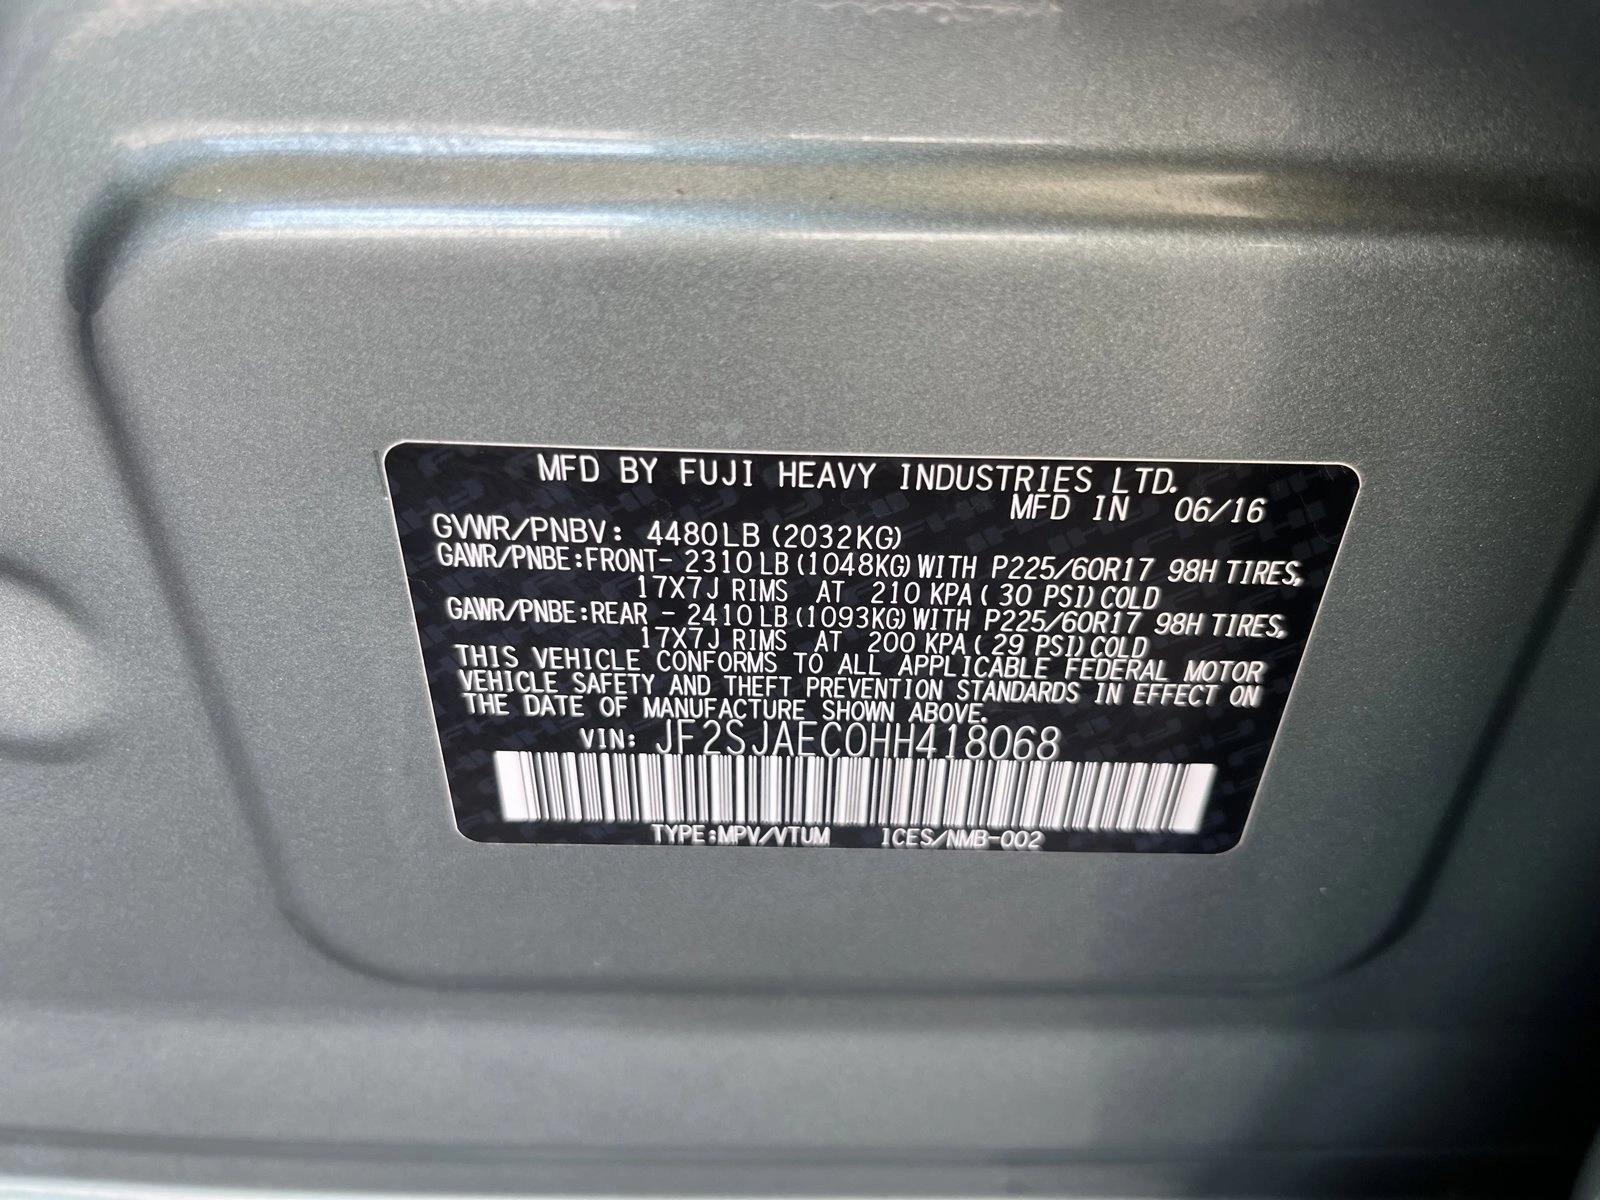 MFD BY FUJI HEAVY INDUSTRIES LTD.
MFD IN 06/16
GVWR/PNBV: 4480LB (2032KG)
GAWR/PNBE:FRONT- 2310 LB (1048KG) WITH P225/60R17 98H TIRES,
17X7J RIMS AT 210 KPA ( 30 PSI) COLD
GAWR/PNBE:REAR - 2410 LB (1093KG) WITH P225/60R17 98H TIRES,
17X7J RIMS AT 200 KPA ( 29 PSI) COLD
THIS VEHICLE CONFORMS TO ALL APPLICABLE FEDERAL MOTOR
VEHICLE SAFETY AND THEFT PREVENTION STANDARDS IN EFFECT ON
THE DATE OF MANUFACTURE SHOWN ABOVE.
VIN: JF2SJAEC0HH418068
TYPE:MPV/VTUM ICES/NMB-002